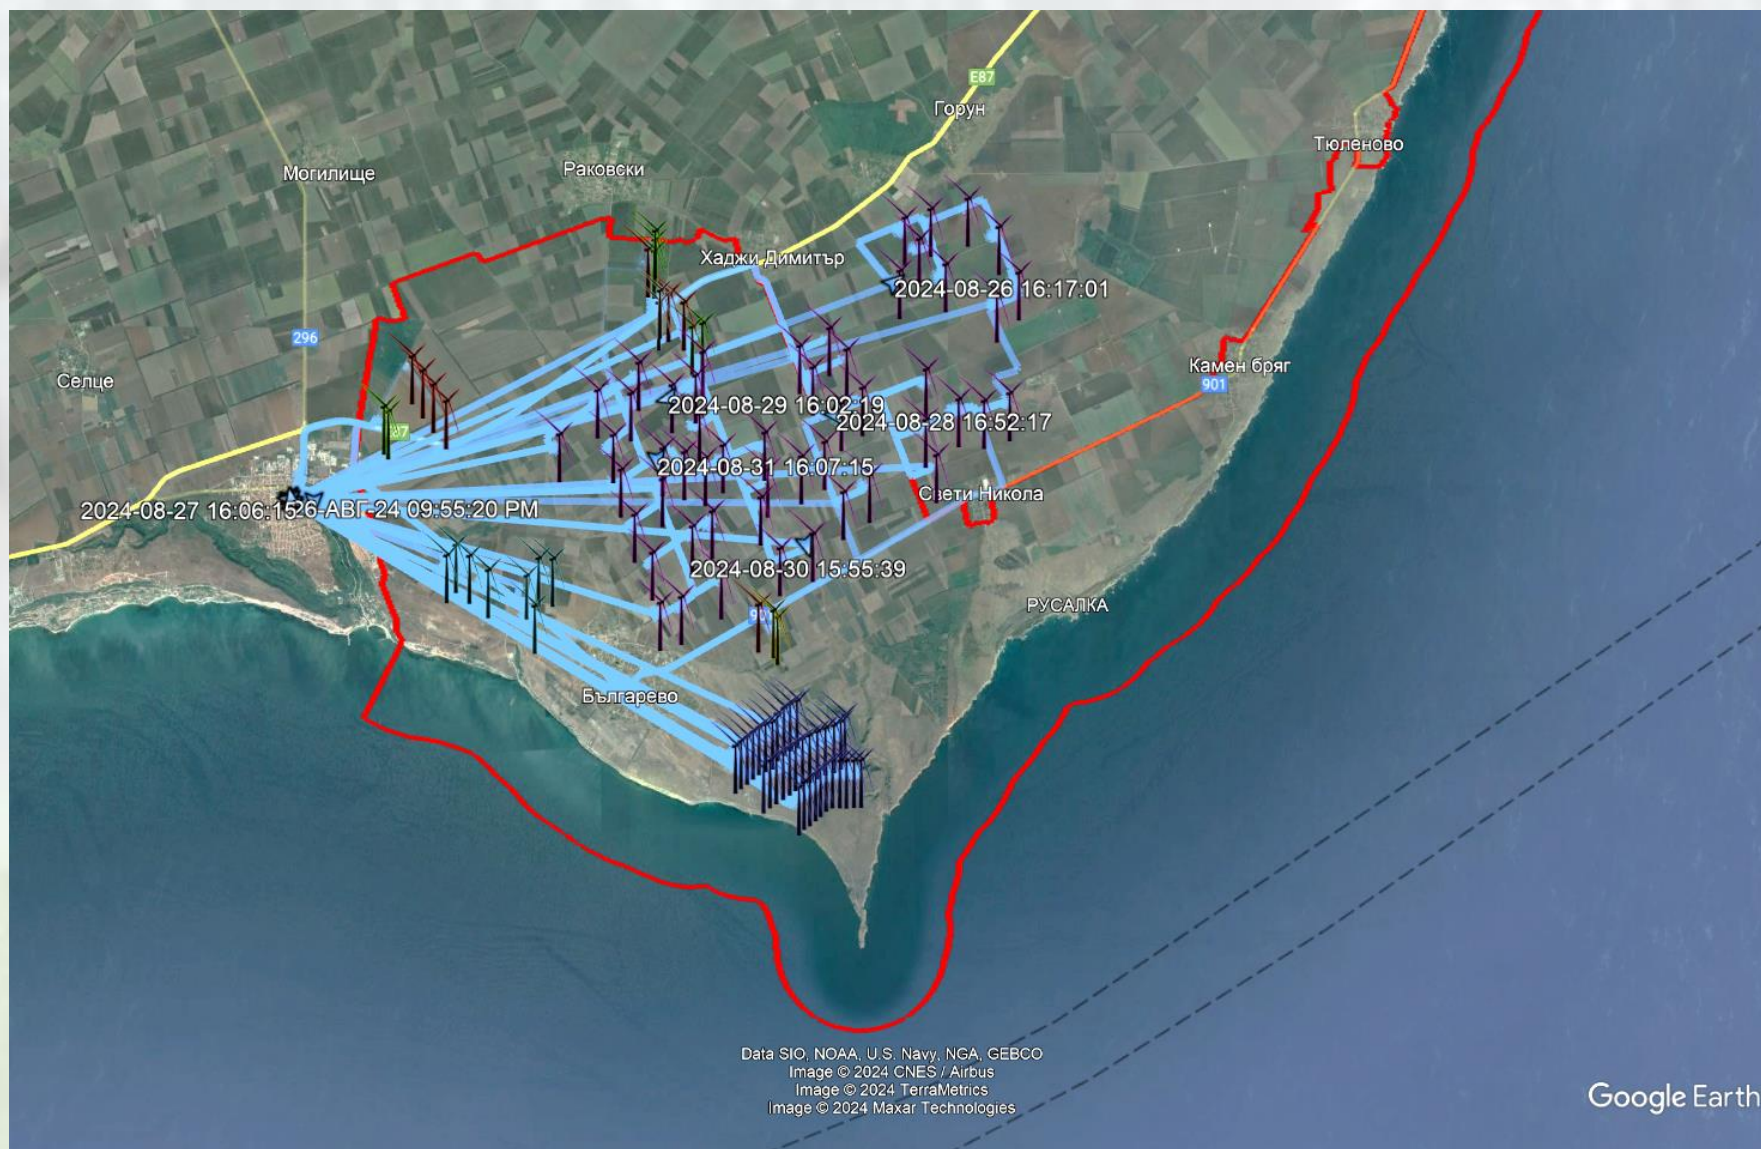 E87
Горун
Тюленово
Раковски
Могилище
Хаджи Димитър
2024-08-26 16:17:01
296
Камен бряг
901
Селце
2024-08-29 16:02:19
2024-08-28 16:52:17
2024-08-31 16:07:15
Свети Никола
2024-08-27 16:06:15
26-АВГ-24 09:55:20 PM
2024-08-30 15:55:39
РУСАЛКА
Българево
Data SIO, NOAA, U.S. Navy, NGA, GEBCO
Image © 2024 CNES / Airbus
Image © 2024 TerraMetrics
Image © 2024 Maxar Technologies
Google Earth